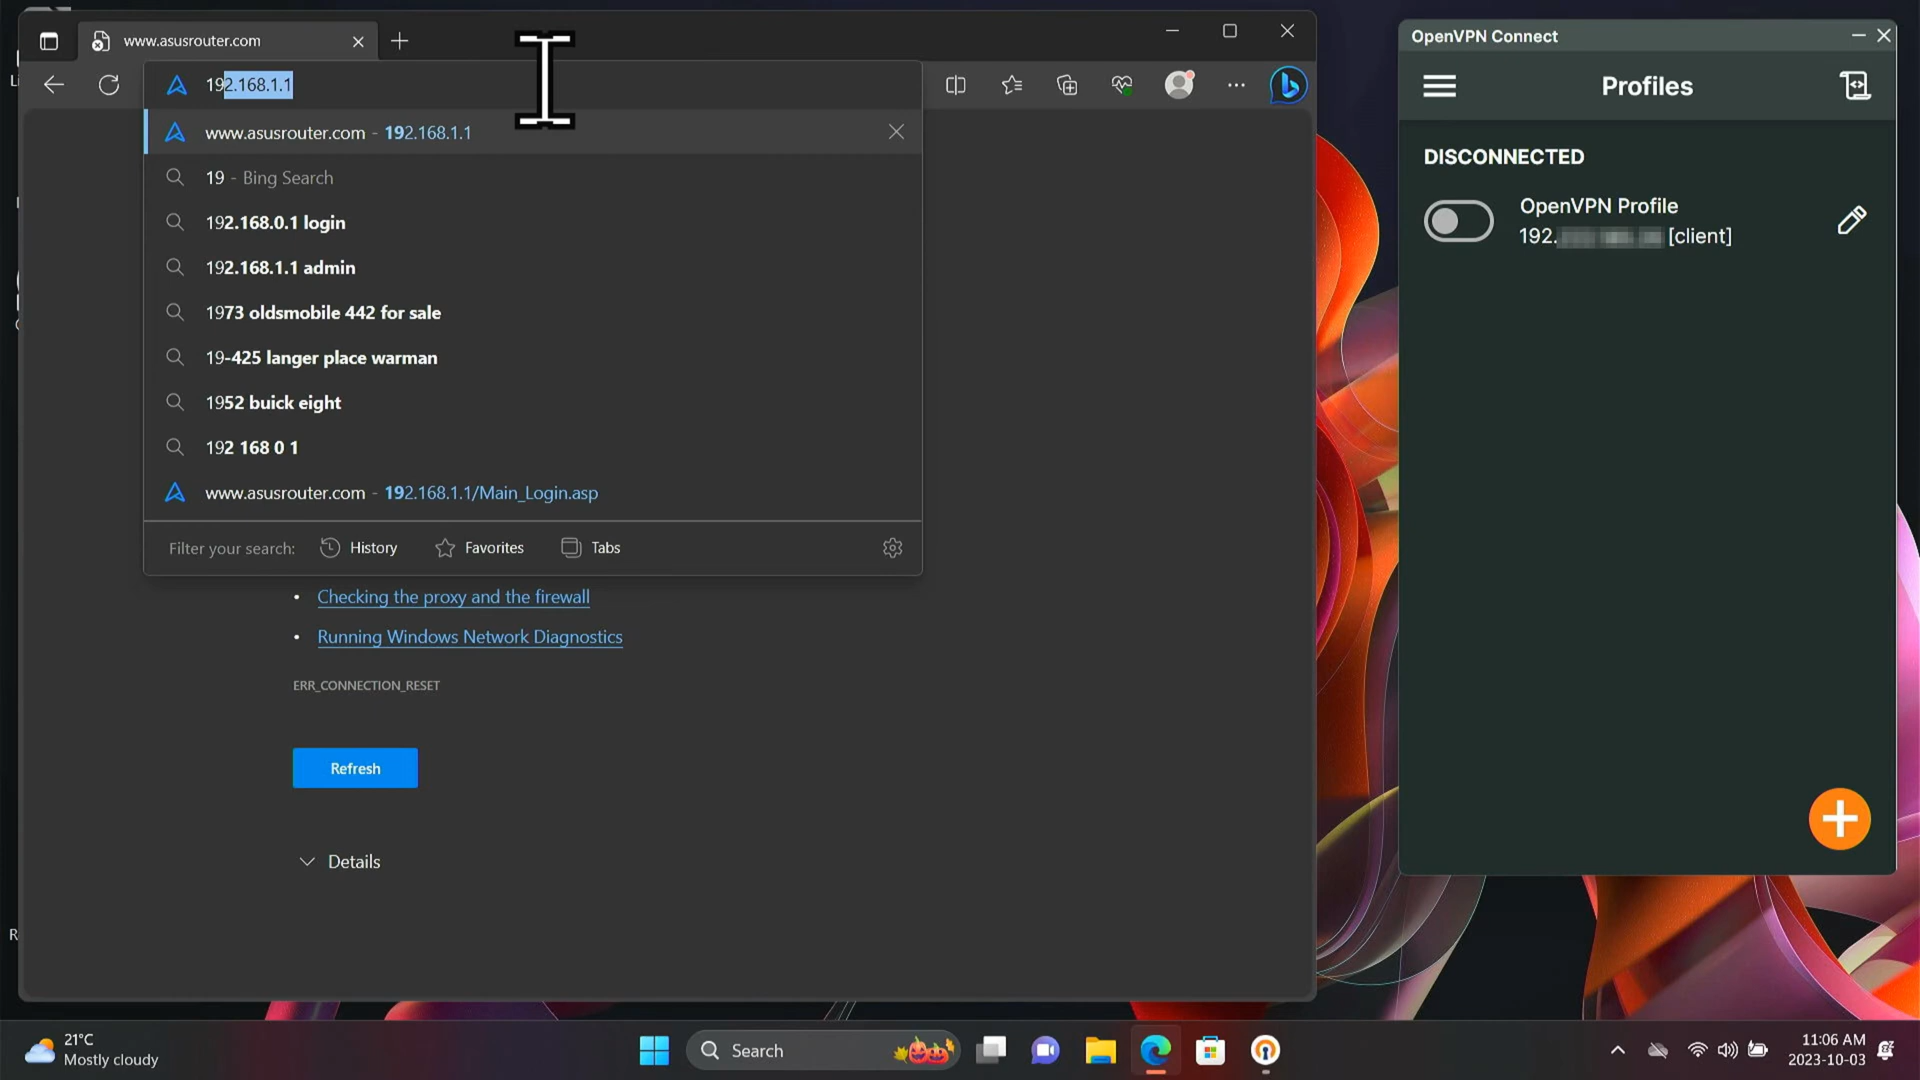 www.asusrouter.com
192.168.1.1
www.asusrouter.com - 192.168.1.1
19 - Bing Search
192.168.0.1 login
192.168.1.1 admin
1973 oldsmobile 442 for sale
19-425 langer place warman
1952 buick eight
192 168 0 1
www.asusrouter.com - 192.168.1.1/Main_Login.asp
Filter your search:
History
Favorites
Tabs
• Checking the proxy and the firewall
• Running Windows Network Diagnostics
ERR_CONNECTION_RESET
Refresh
Details
OpenVPN Connect
Profiles
DISCONNECTED
OpenVPN Profile
192. [client]
21°C
Mostly cloudy
Search
11:06 AM
2023-10-03